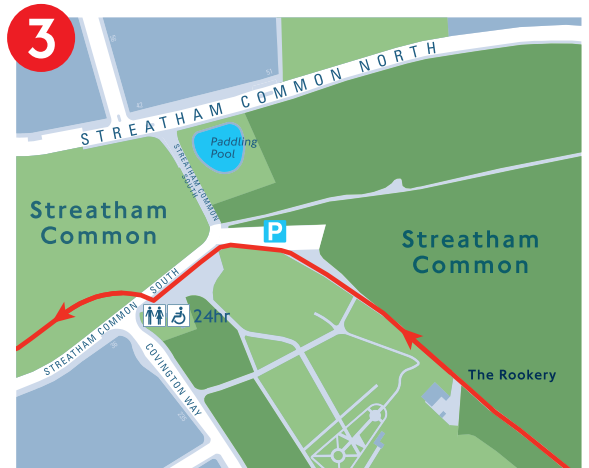 3
STREATHAM COMMON NORTH
Paddling
Pool
STREATHAM COMMON
SOUTH
Streatham
Common
P
Streatham
Common
STREATHAM COMMON SOUTH
24hr
COVINGTON WAY
The Rookery